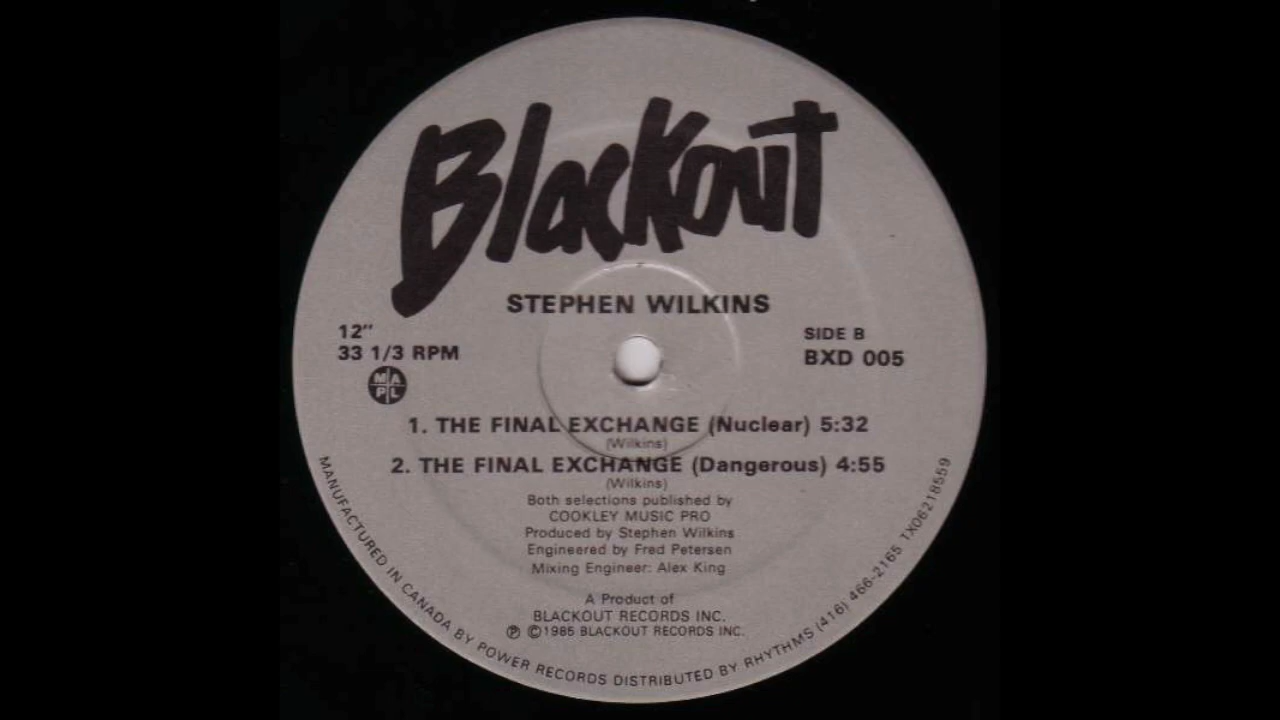 Blackout
STEPHEN WILKINS
12"
33 1/3 RPM
MAPL
SIDE B
BXD 005
1. THE FINAL EXCHANGE (Nuclear) 5:32
(Wilkins)
2. THE FINAL EXCHANGE (Dangerous) 4:55
(Wilkins)
Both selections published by
COOKLEY MUSIC PRO
Produced by Stephen Wilkins
Engineered by Fred Petersen
Mixing Engineer: Alex King
A Product of
BLACKOUT RECORDS INC.
℗ ©1985 BLACKOUT RECORDS INC.
MANUFACTURED IN CANADA BY POWER RECORDS DISTRIBUTED BY RHYTHMS (416) 466-2165 TX06218559